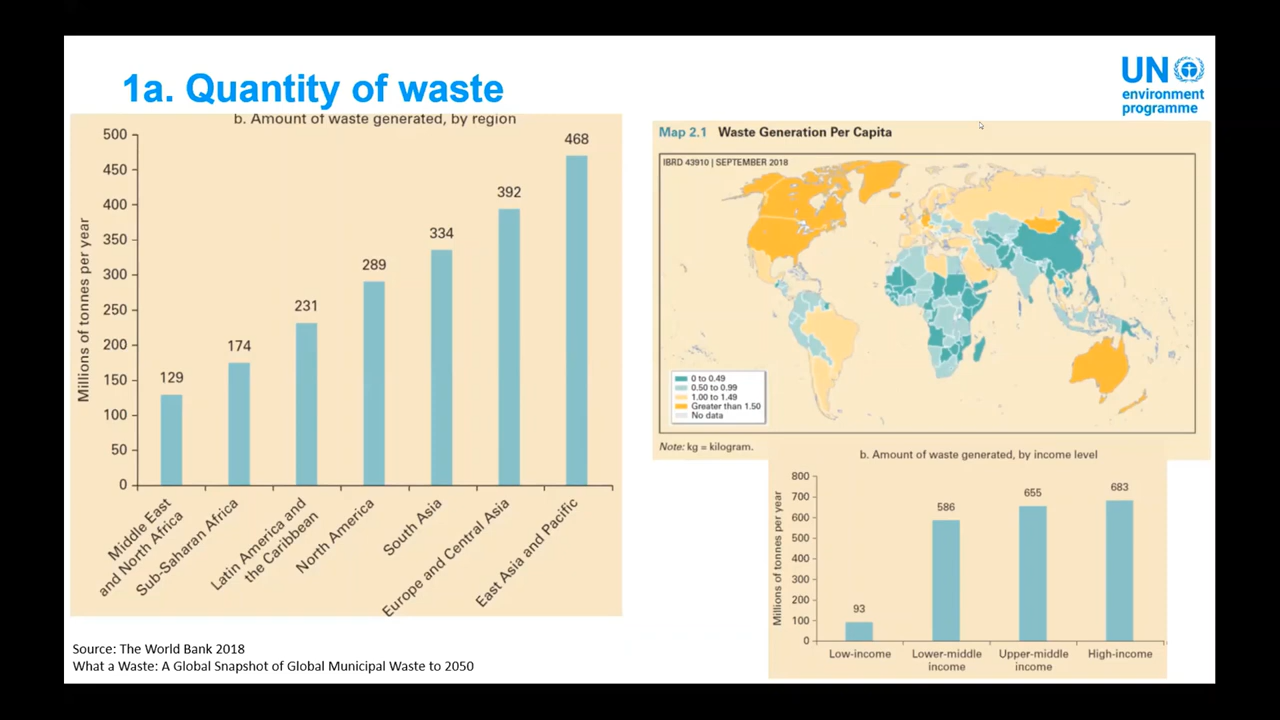 1a. Quantity of waste
UN
environment
programme
b. Amount of waste generated, by region
Millions of tonnes per year
500
450
400
350
300
250
200
150
100
50
0
129
174
231
289
334
392
468
Middle East
and North Africa
Sub-Saharan Africa
Latin America and
the Caribbean
North America
South Asia
Europe and Central Asia
East Asia and Pacific
Map 2.1 Waste Generation Per Capita
IBRD 43910 | SEPTEMBER 2018
0 to 0.49
0.50 to 0.99
1.00 to 1.49
Greater than 1.50
No data
Note: kg = kilogram.
b. Amount of waste generated, by income level
Millions of tonnes per year
800
700
600
500
400
300
200
100
0
93
586
655
683
Low-income
Lower-middle
income
Upper-middle
income
High-income
Source: The World Bank 2018
What a Waste: A Global Snapshot of Global Municipal Waste to 2050